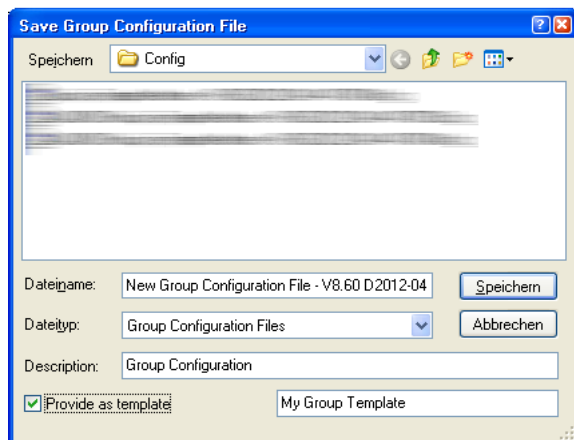 Save Group Configuration File
Speichern Config
Dateiname: New Group Configuration File - V8.60 D2012-04 Speichern
Dateityp: Group Configuration Files Abbrechen
Description: Group Configuration
Provide as template My Group Template